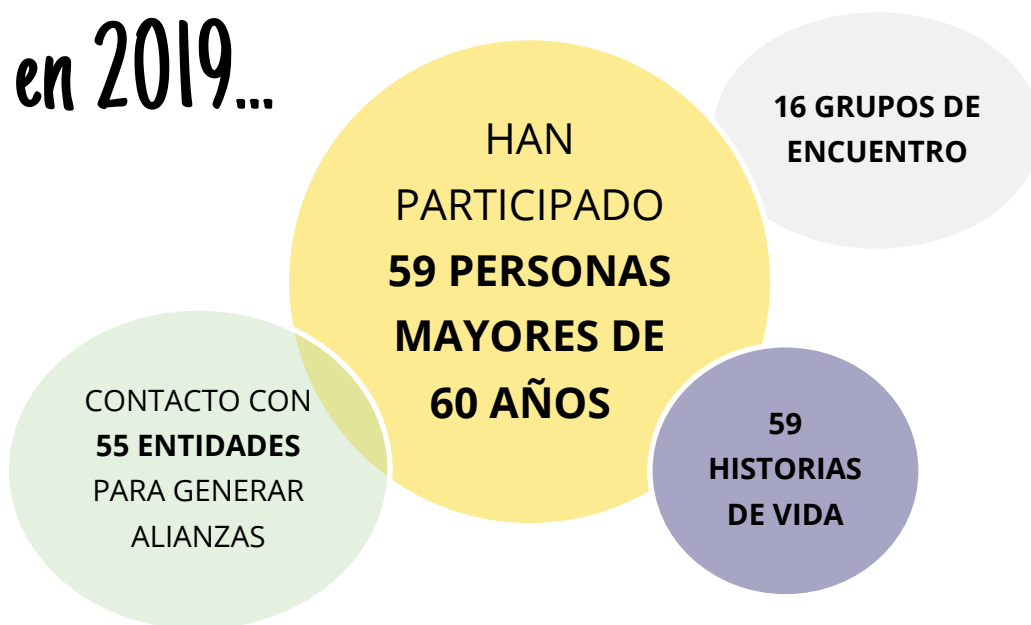 en 2019...
HAN
PARTICIPADO
59 PERSONAS
MAYORES DE
60 AÑOS
16 GRUPOS DE
ENCUENTRO
CONTACTO CON
55 ENTIDADES
PARA GENERAR
ALIANZAS
59
HISTORIAS
DE VIDA